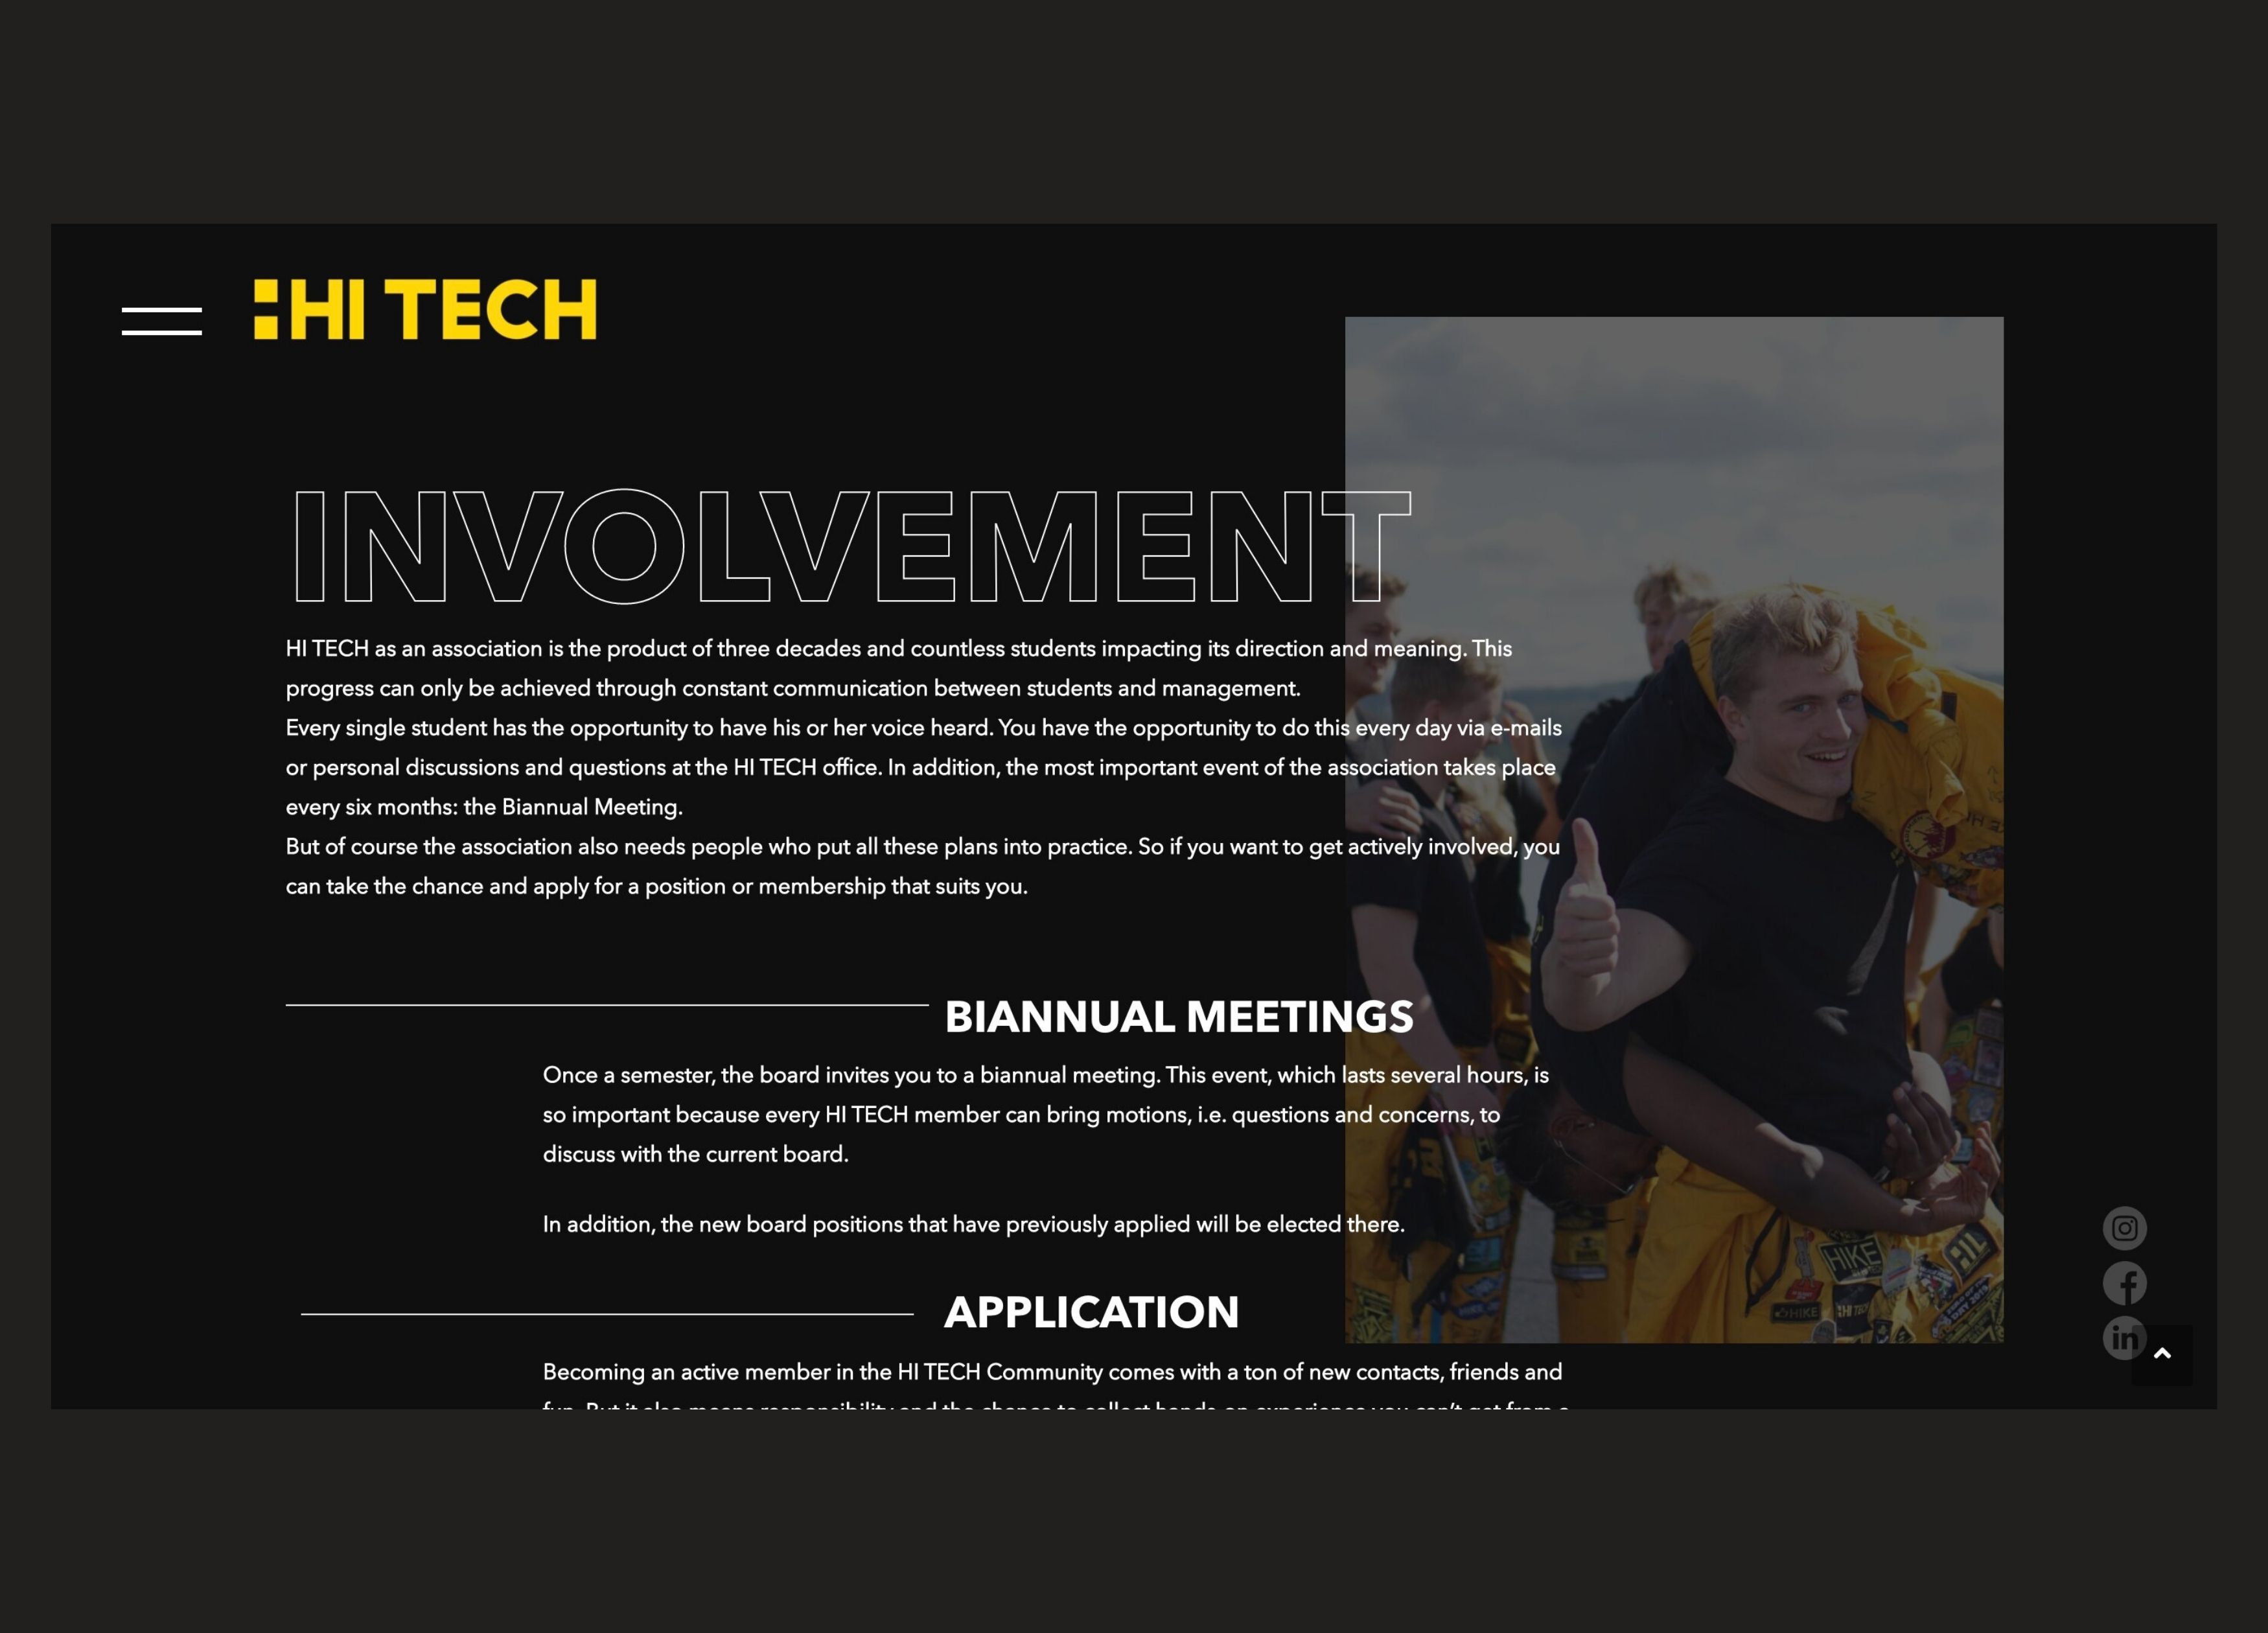 HI TECH
INVOLVEMENT
HI TECH as an association is the product of three decades and countless students impacting its direction and meaning. This
progress can only be achieved through constant communication between students and management.
Every single student has the opportunity to have his or her voice heard. You have the opportunity to do this every day via e-mails
or personal discussions and questions at the HI TECH office. In addition, the most important event of the association takes place
every six months: the Biannual Meeting.
But of course the association also needs people who put all these plans into practice. So if you want to get actively involved, you
can take the chance and apply for a position or membership that suits you.
BIANNUAL MEETINGS
Once a semester, the board invites you to a biannual meeting. This event, which lasts several hours, is
so important because every HI TECH member can bring motions, i.e. questions and concerns, to
discuss with the current board.
In addition, the new board positions that have previously applied will be elected there.
HIKE
HIKE
HI TECH
APPLICATION
in
Becoming an active member in the HI TECH Community comes with a ton of new contacts, friends and